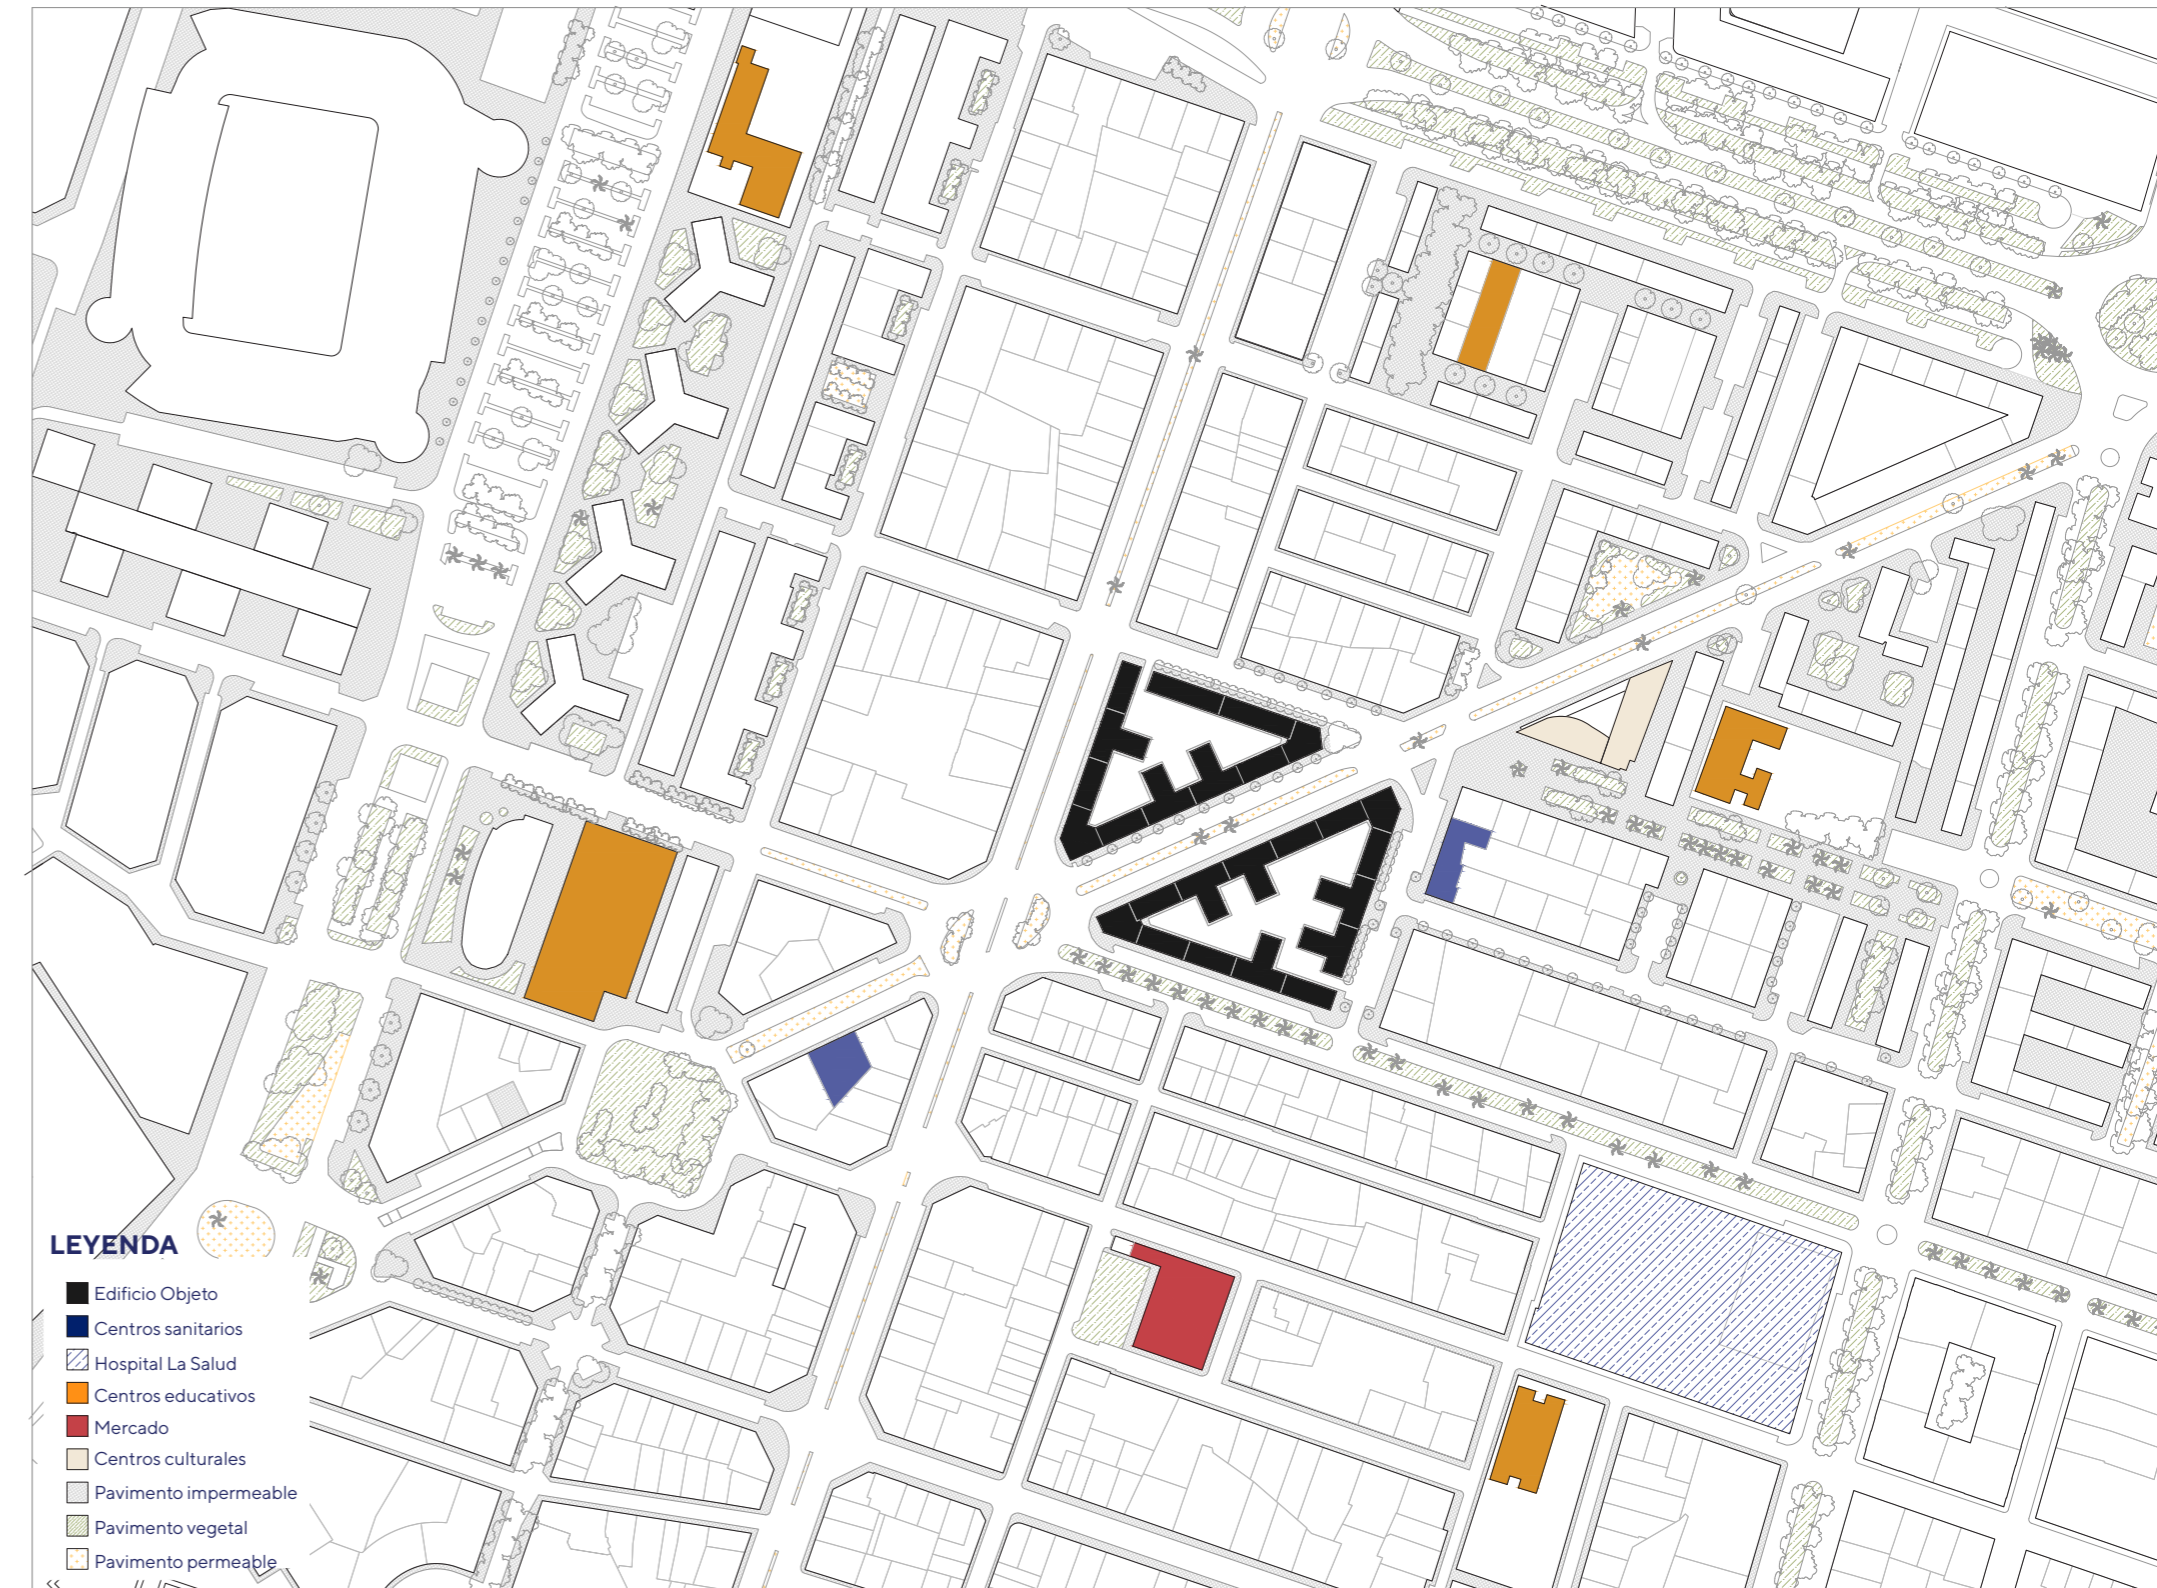 LEYENDA
Edificio Objeto
Centros sanitarios
Hospital La Salud
Centros educativos
Mercado
Centros culturales
Pavimento impermeable
Pavimento vegetal
Pavimento permeable